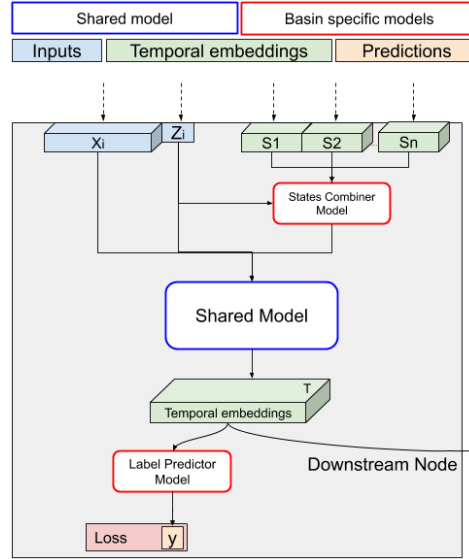 Shared model
Basin specific models
Inputs
Temporal embeddings
Predictions
Xi
Zi
S1
S2
Sn
States Combiner
Model
Shared Model
T
Temporal embeddings
Label Predictor
Model
Downstream Node
Loss
y